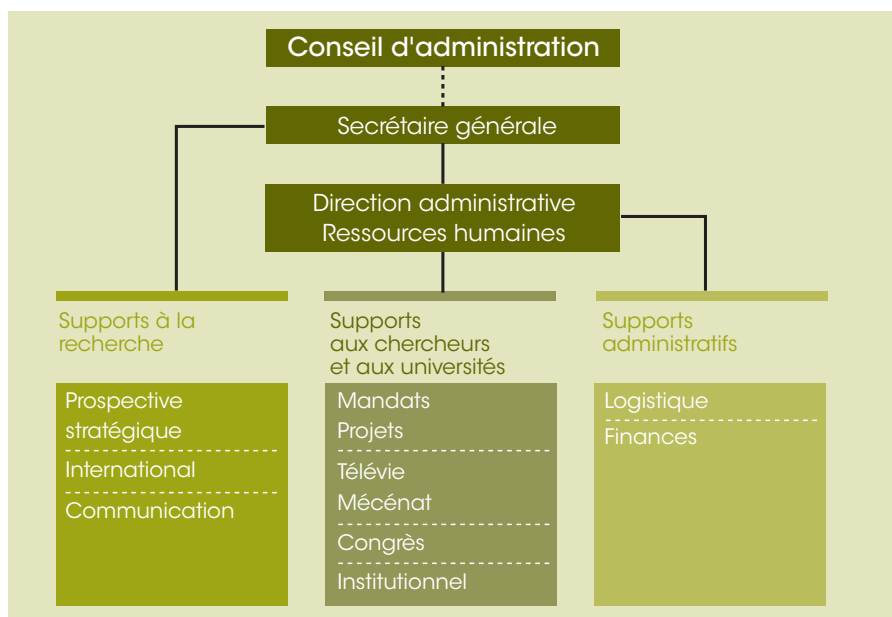 Conseil d'administration
Secrétaire générale
Direction administrative
Ressources humaines
Supports à la
recherche
Prospective
stratégique
International
Communication
Supports
aux chercheurs
et aux universités
Mandats
Projets
Télévie
Mécénat
Congrès
Institutionnel
Supports
administratifs
Logistique
Finances